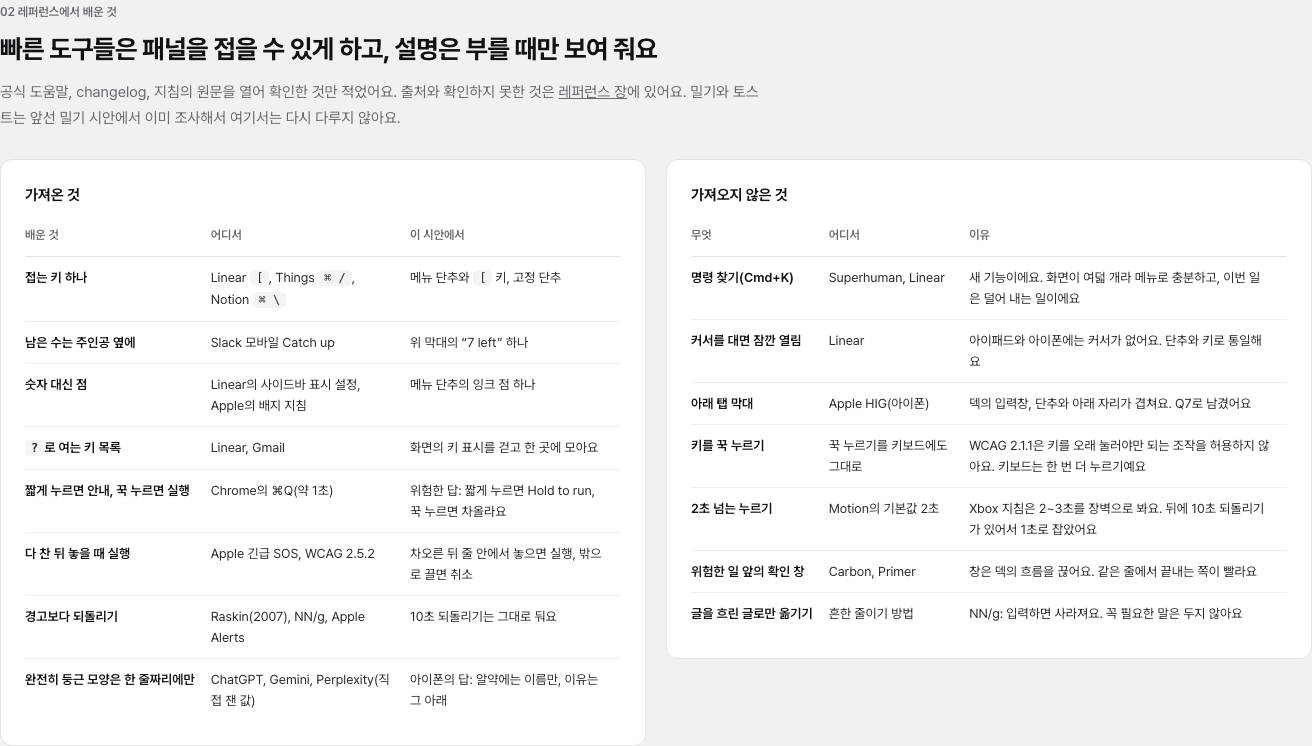 02 레퍼런스에서 배운 것
빠른 도구들은 패널을 접을 수 있게 하고, 설명은 부를 때만 보여 줘요
공식 도움말, changelog, 지침의 원문을 열어 확인한 것만 적었어요. 출처와 확인하지 못한 것은 레퍼런스 장에 있어요. 밀기와 토스
트는 앞선 밀기 시안에서 이미 조사해서 여기서는 다시 다루지 않아요.
가져온 것
배운 것 어디서 이 시안에서
접는 키 하나 Linear [ , Things ⌘ / , 메뉴 단추와 [ 키, 고정 단추
Notion ⌘ \
남은 수는 주인공 옆에 Slack 모바일 Catch up 위 막대의 “7 left” 하나
숫자 대신 점 Linear의 사이드바 표시 설정, 메뉴 단추의 잉크 점 하나
Apple의 배지 지침
? 로 여는 키 목록 Linear, Gmail 화면의 키 표시를 걷고 한 곳에 모아요
짧게 누르면 안내, 꾹 누르면 실행 Chrome의 ⌘Q(약 1초) 위험한 답: 짧게 누르면 Hold to run,
꾹 누르면 차올라요
다 찬 뒤 놓을 때 실행 Apple 긴급 SOS, WCAG 2.5.2 차오른 뒤 줄 안에서 놓으면 실행, 밖으
로 끌면 취소
경고보다 되돌리기 Raskin(2007), NN/g, Apple 10초 되돌리기는 그대로 둬요
Alerts
완전히 둥근 모양은 한 줄짜리에만 ChatGPT, Gemini, Perplexity(직 아이폰의 답: 알약에는 이름만, 이유는
접 잰 값) 그 아래
가져오지 않은 것
무엇 어디서 이유
명령 찾기(Cmd+K) Superhuman, Linear 새 기능이에요. 화면이 여덟 개라 메뉴로 충분하고, 이번 일
은 덜어 내는 일이에요
커서를 대면 잠깐 열림 Linear 아이패드와 아이폰에는 커서가 없어요. 단추와 키로 통일해
요
아래 탭 막대 Apple HIG(아이폰) 덱의 입력창, 단추와 아래 자리가 겹쳐요. Q7로 남겼어요
키를 꾹 누르기 꾹 누르기를 키보드에도 WCAG 2.1.1은 키를 오래 눌러야만 되는 조작을 허용하지 않
그대로 아요. 키보드는 한 번 더 누르기예요
2초 넘는 누르기 Motion의 기본값 2초 Xbox 지침은 2~3초를 장벽으로 봐요. 뒤에 10초 되돌리기
가 있어서 1초로 잡았어요
위험한 일 앞의 확인 창 Carbon, Primer 창은 덱의 흐름을 끊어요. 같은 줄에서 끝내는 쪽이 빨라요
글을 흐린 글로만 옮기기 흔한 줄이기 방법 NN/g: 입력하면 사라져요. 꼭 필요한 말은 두지 않아요